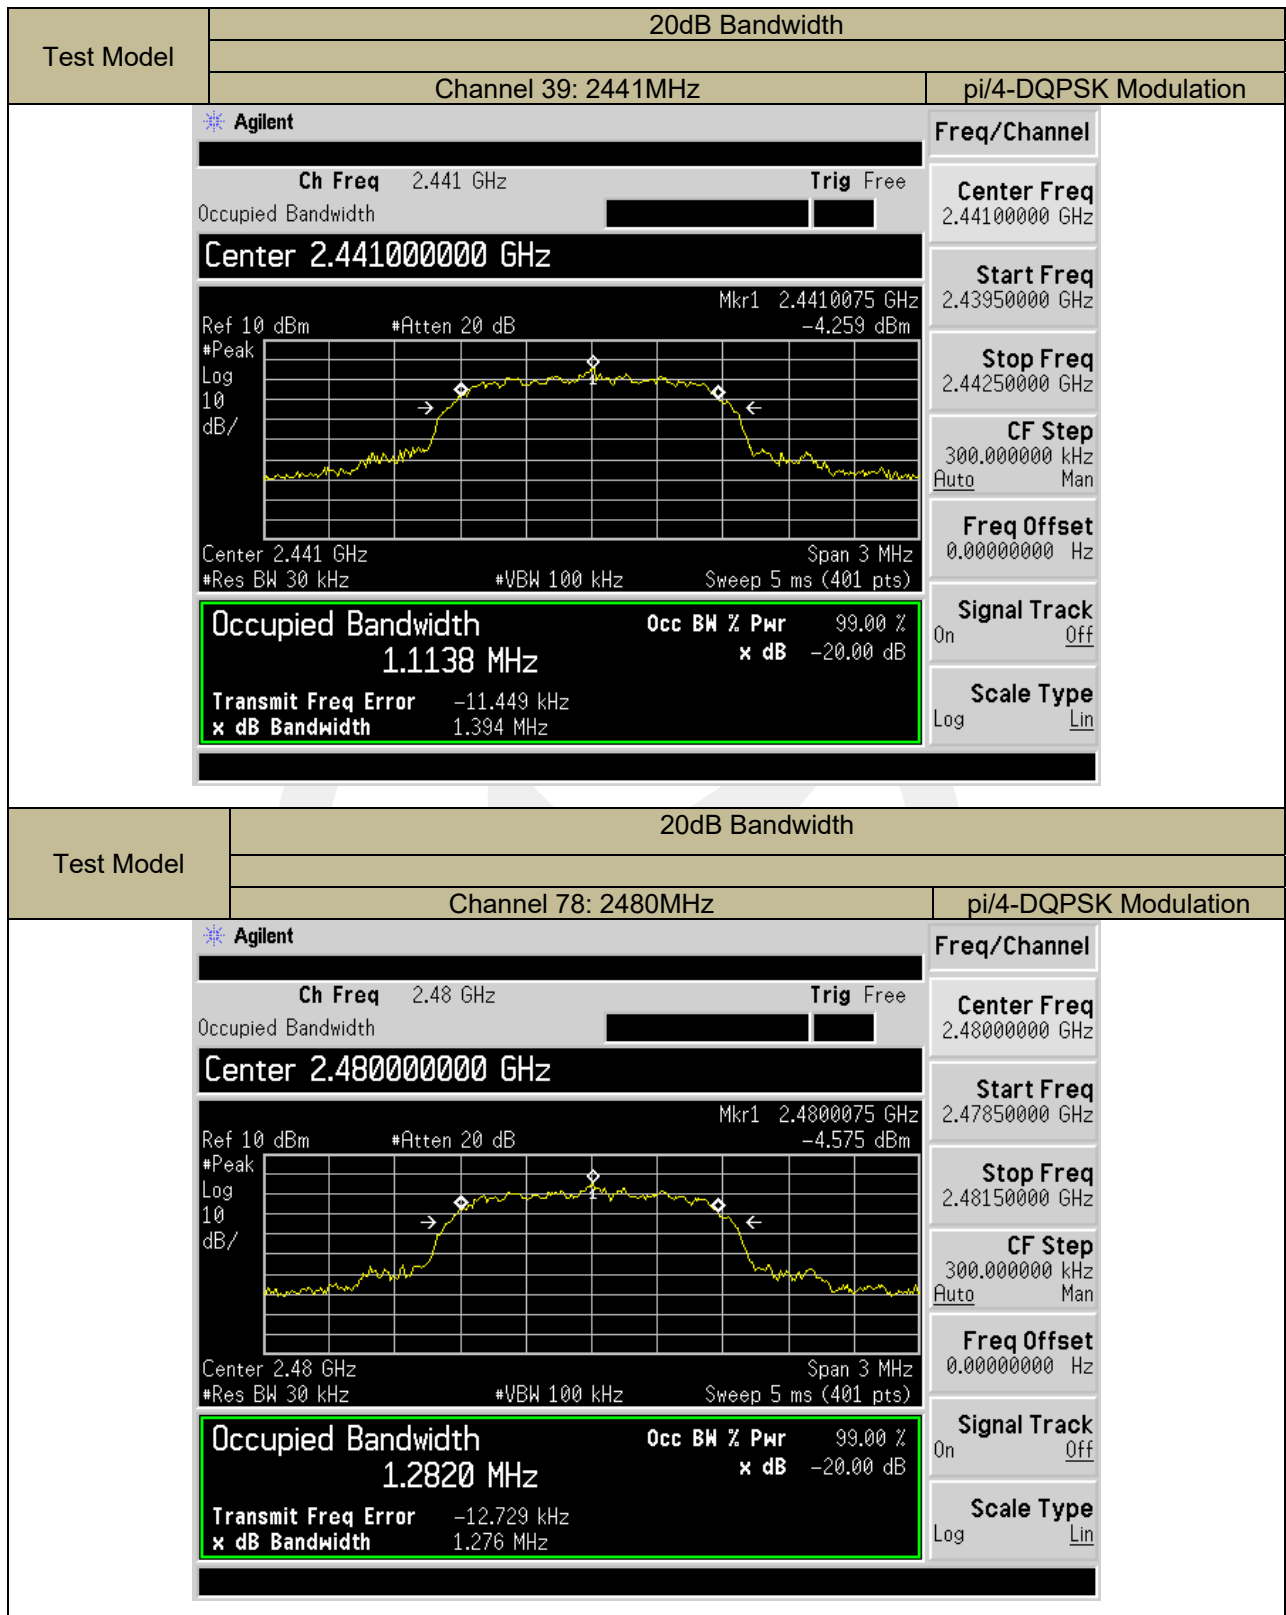 20dB Bandwidth
Test Model
Channel 39: 2441MHz
pi/4-DQPSK Modulation
Agilent
Freq/Channel
Ch Freq 2.441 GHz Trig Free
Occupied Bandwidth
Center 2.441000000 GHz
Mkr1 2.4410075 GHz
Ref 10 dBm #Atten 20 dB -4.259 dBm
#Peak
Log
10
dB/
1
Center 2.441 GHz Span 3 MHz
#Res BW 30 kHz #VBW 100 kHz Sweep 5 ms (401 pts)
Occupied Bandwidth
1.1138 MHz
Occ BW % Pwr 99.00 %
x dB -20.00 dB
Transmit Freq Error -11.449 kHz
x dB Bandwidth 1.394 MHz
Center Freq
2.44100000 GHz
Start Freq
2.43950000 GHz
Stop Freq
2.44250000 GHz
CF Step
300.000000 kHz
Auto Man
Freq Offset
0.00000000 Hz
Signal Track
On Off
Scale Type
Log Lin
20dB Bandwidth
Test Model
Channel 78: 2480MHz
pi/4-DQPSK Modulation
Agilent
Freq/Channel
Ch Freq 2.48 GHz Trig Free
Occupied Bandwidth
Center 2.480000000 GHz
Mkr1 2.4800075 GHz
Ref 10 dBm #Atten 20 dB -4.575 dBm
#Peak
Log
10
dB/
1
Center 2.48 GHz Span 3 MHz
#Res BW 30 kHz #VBW 100 kHz Sweep 5 ms (401 pts)
Occupied Bandwidth
1.2820 MHz
Occ BW % Pwr 99.00 %
x dB -20.00 dB
Transmit Freq Error -12.729 kHz
x dB Bandwidth 1.276 MHz
Center Freq
2.48000000 GHz
Start Freq
2.47850000 GHz
Stop Freq
2.48150000 GHz
CF Step
300.000000 kHz
Auto Man
Freq Offset
0.00000000 Hz
Signal Track
On Off
Scale Type
Log Lin